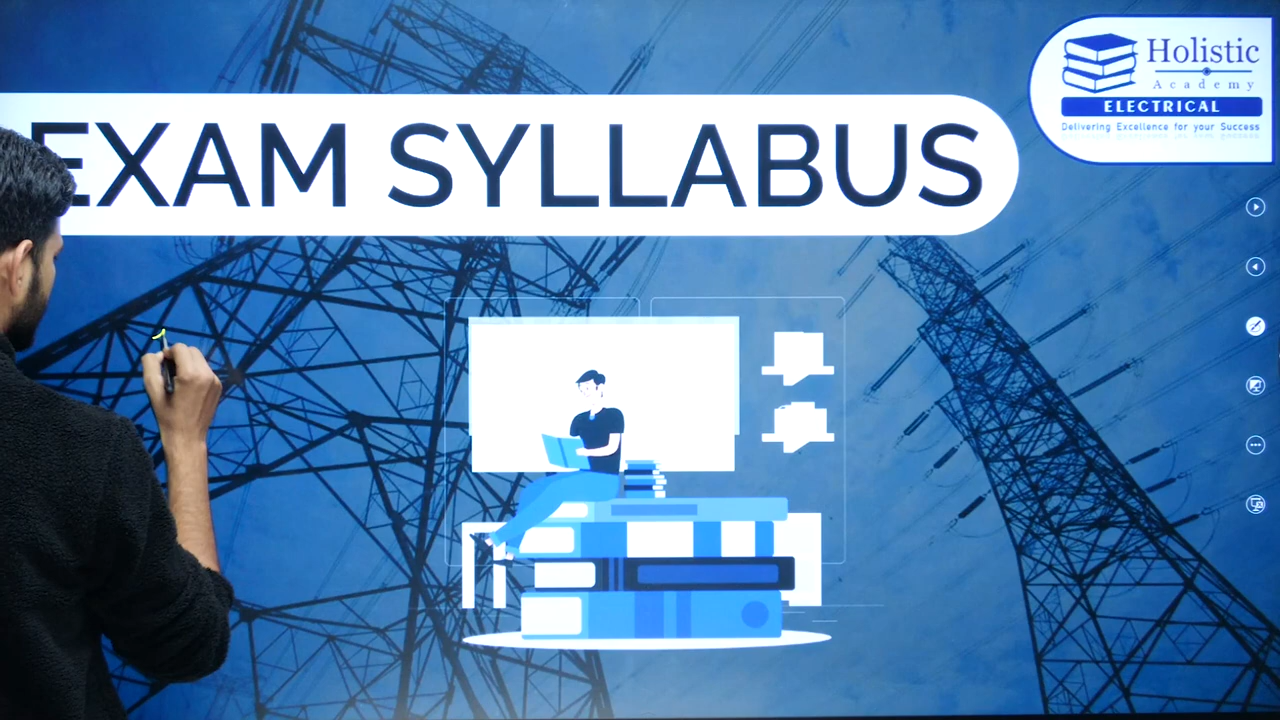 EXAM SYLLABUS
Holistic
Academy
ELECTRICAL
Delivering Excellence for your Success